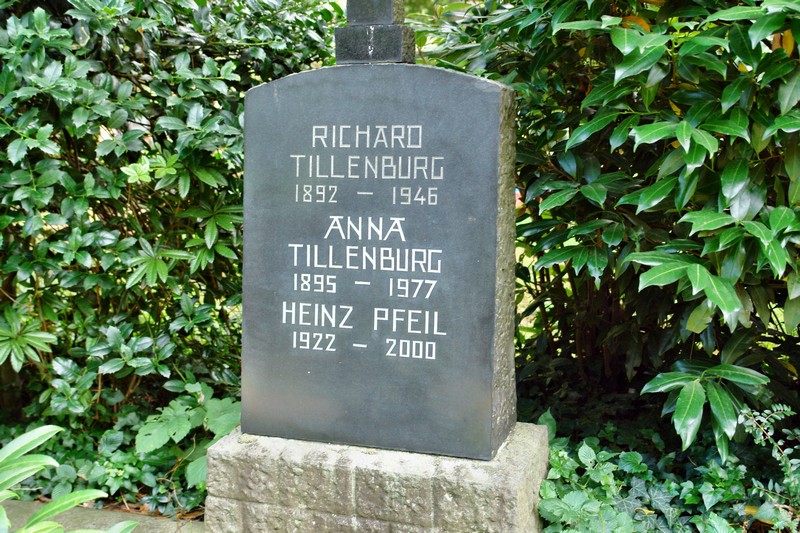 RICHARD
TILLENBURG
1892 – 1946
ANNA
TILLENBURG
1895 – 1977
HEINZ PFEIL
1922 – 2000